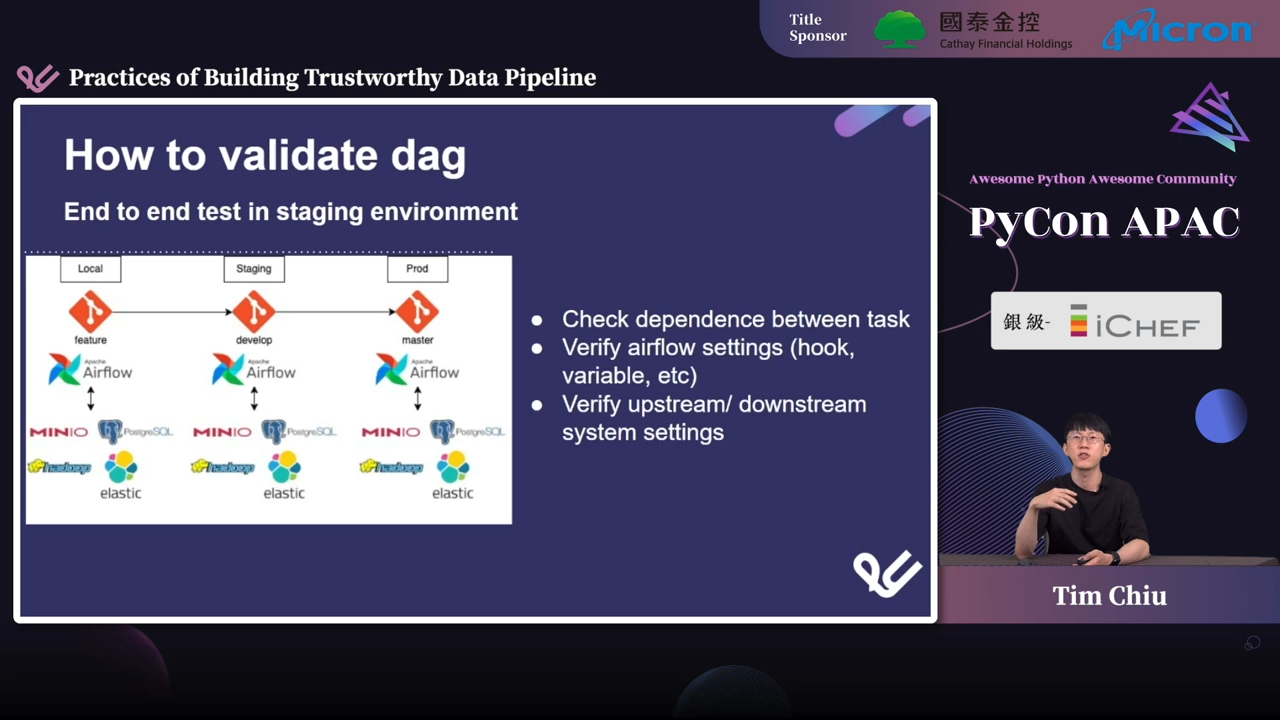 Title
Sponsor
國泰金控
Cathay Financial Holdings
Micron
Practices of Building Trustworthy Data Pipeline
How to validate dag
End to end test in staging environment
Local
Staging
Prod
feature
develop
master
Apache
Airflow
Apache
Airflow
Apache
Airflow
MINIO
PostgreSQL
MINIO
PostgreSQL
MINIO
PostgreSQL
hadoop
elastic
hadoop
elastic
hadoop
elastic
● Check dependence between task
● Verify airflow settings (hook,
variable, etc)
● Verify upstream/ downstream
system settings
Awesome Python Awesome Community
PyCon APAC
銀級-
iCHEF
Tim Chiu